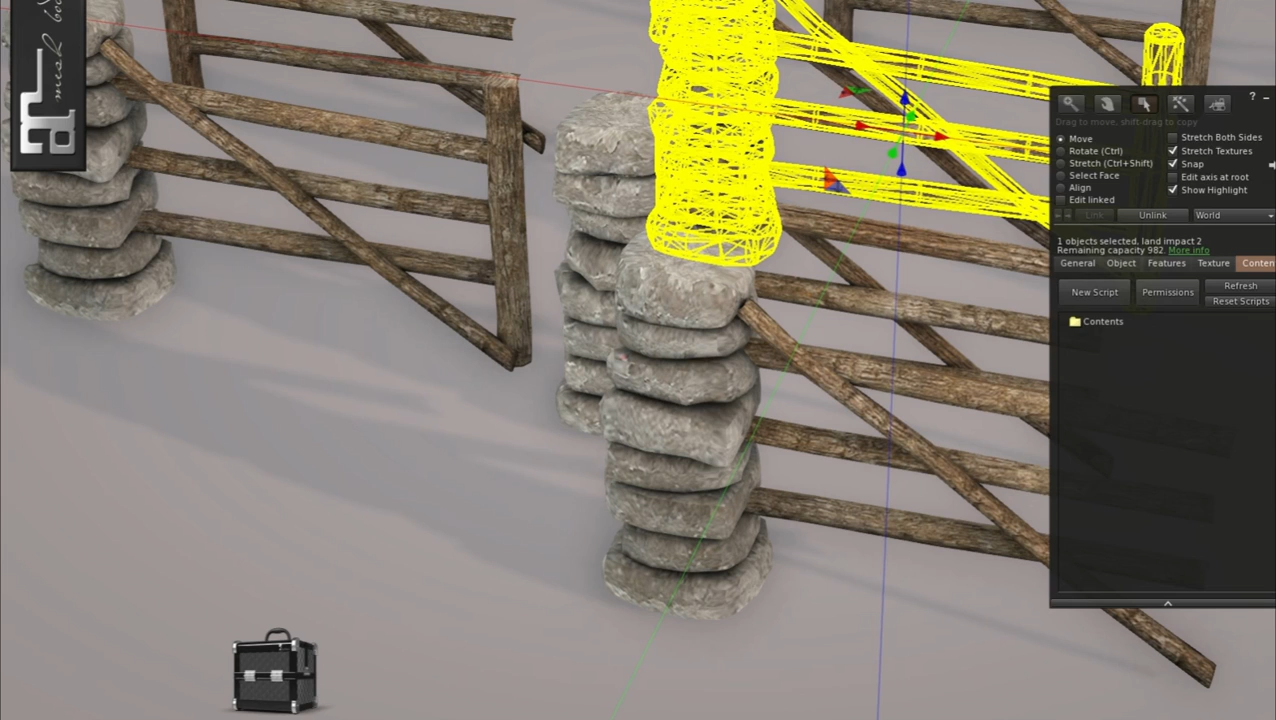 mesh
?
Drag to move, shift-drag to copy
Move
Rotate (Ctrl)
Stretch (Ctrl+Shift)
Select Face
Align
Edit linked
Stretch Both Sides
Stretch Textures
Snap
Edit axis at root
Show Highlight
Link
Unlink
World
1 objects selected, land impact 2
Remaining capacity 982. More info
General Object Features Texture Conten
New Script
Permissions
Refresh
Reset Scripts
Contents